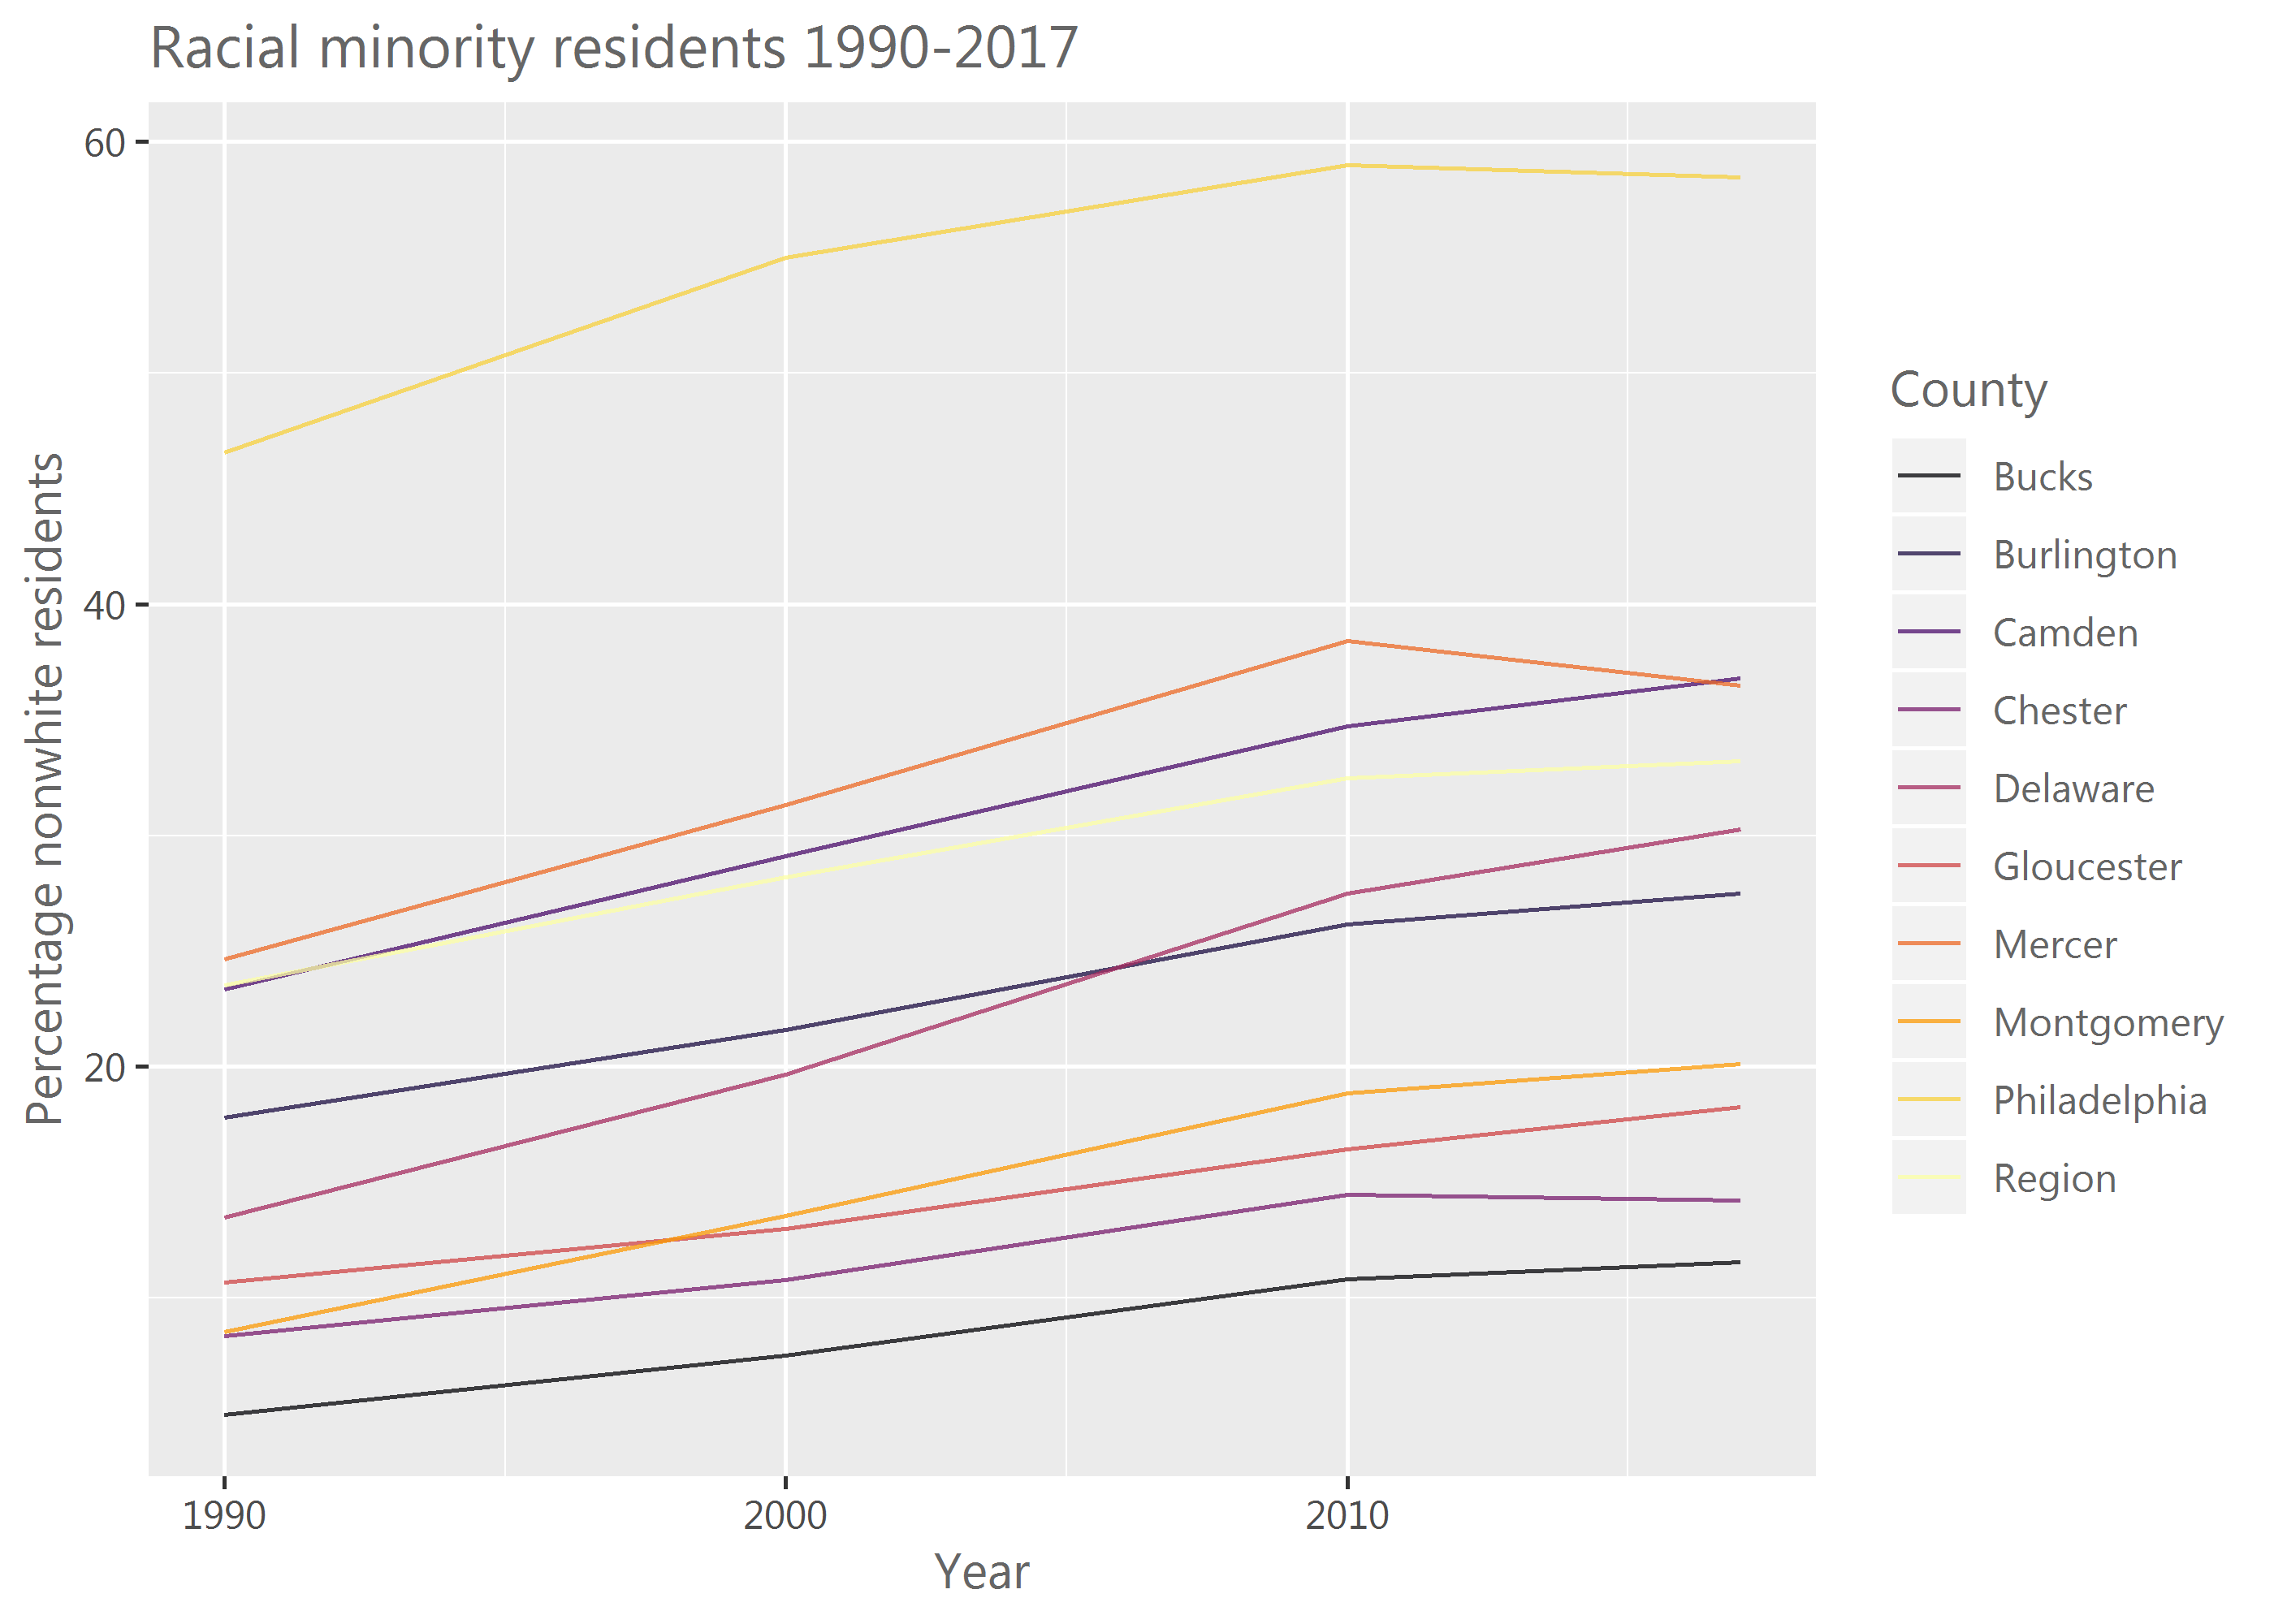 Racial minority residents 1990-2017
60
40
20
Percentage nonwhite residents
1990
2000
2010
Year
County
Bucks
Burlington
Camden
Chester
Delaware
Gloucester
Mercer
Montgomery
Philadelphia
Region